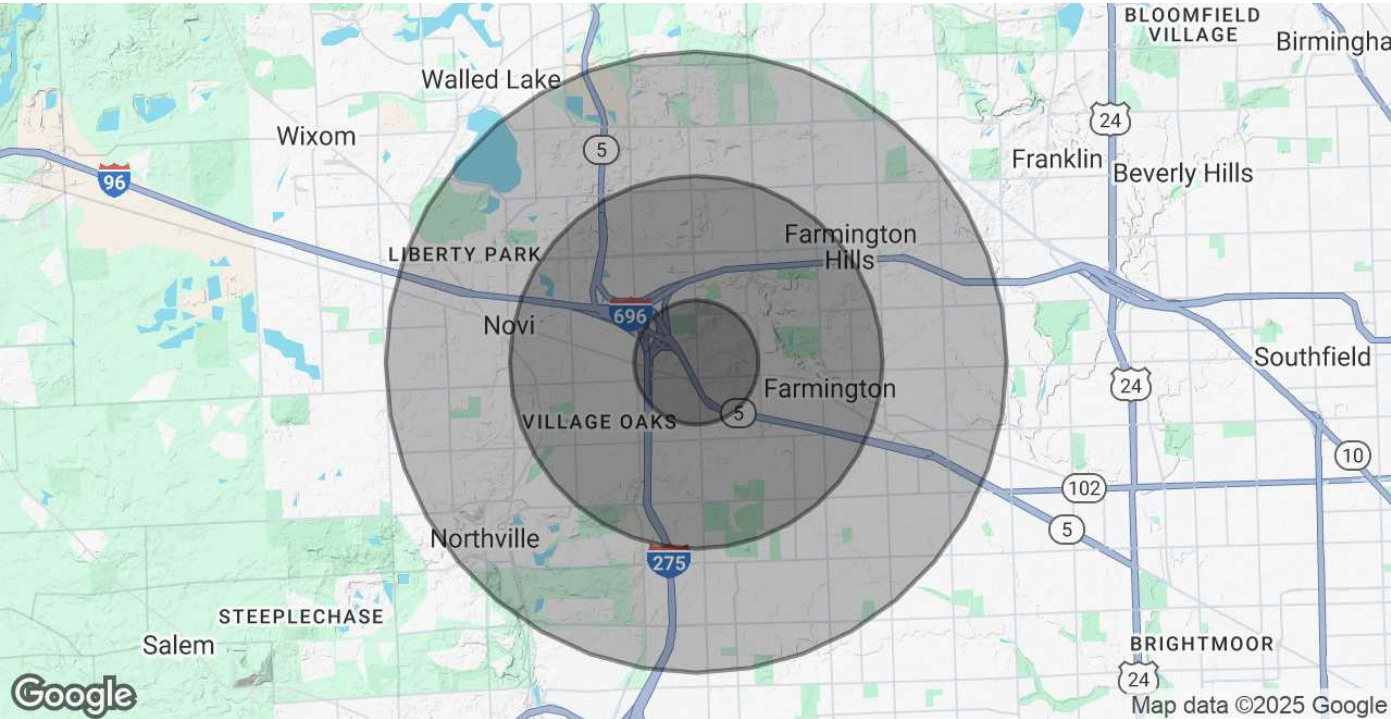 BLOOMFIELD
VILLAGE
Birmingha
Walled Lake
24
5
Wixom
Franklin
Beverly Hills
96
Farmington
Hills
LIBERTY PARK
696
Novi
Southfield
24
Farmington
5
VILLAGE OAKS
10
102
5
Northville
275
STEEPLECHASE
Salem
BRIGHTMOOR
24
Google
Map data ©2025 Google